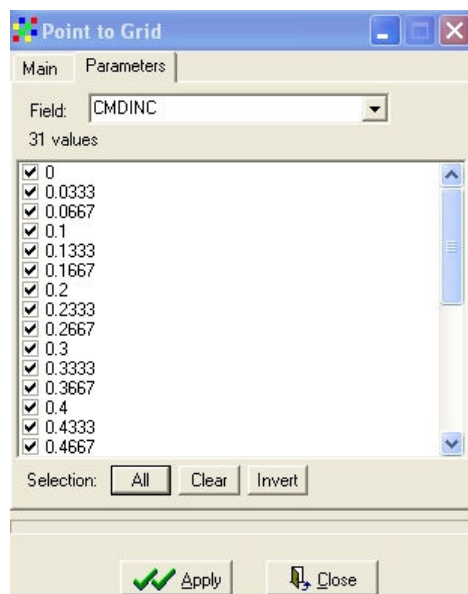 Point to Grid
Main Parameters
Field: CMDINC
31 values
0
0.0333
0.0667
0.1
0.1333
0.1667
0.2
0.2333
0.2667
0.3
0.3333
0.3667
0.4
0.4333
0.4667
Selection: All Clear Invert
Apply Close